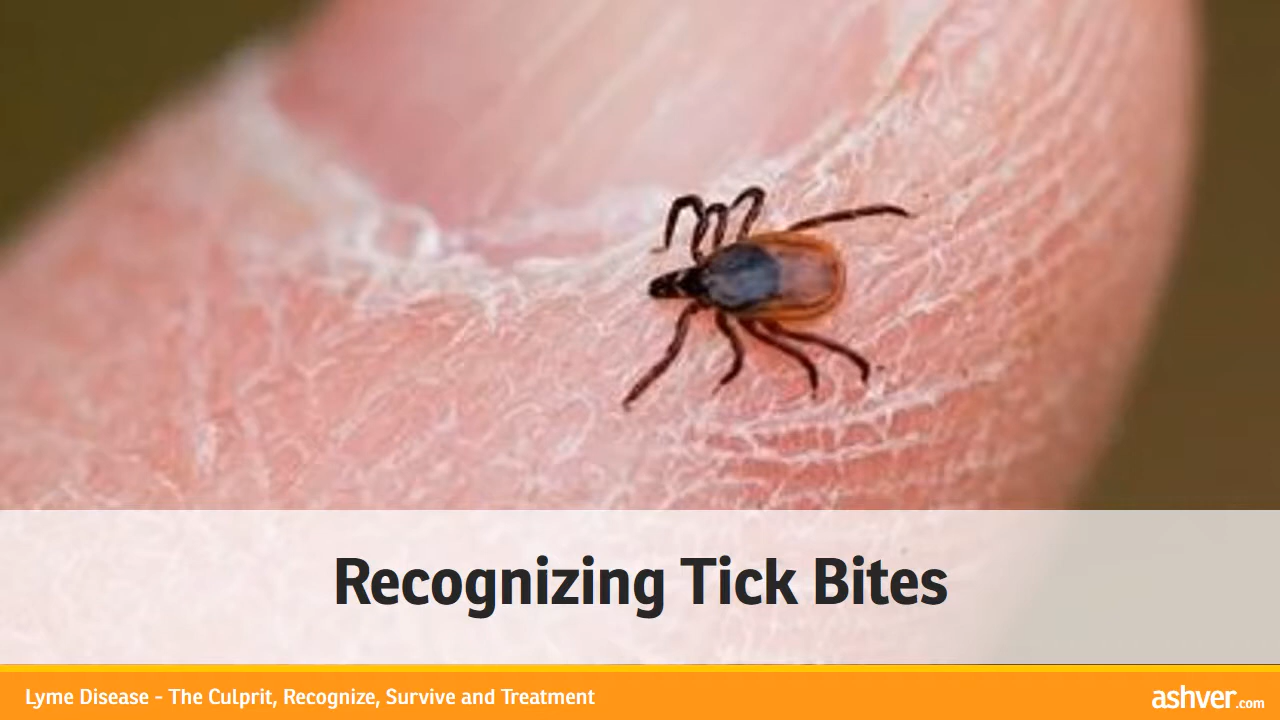 Recognizing Tick Bites
Lyme Disease - The Culprit, Recognize, Survive and Treatment
ashver.com